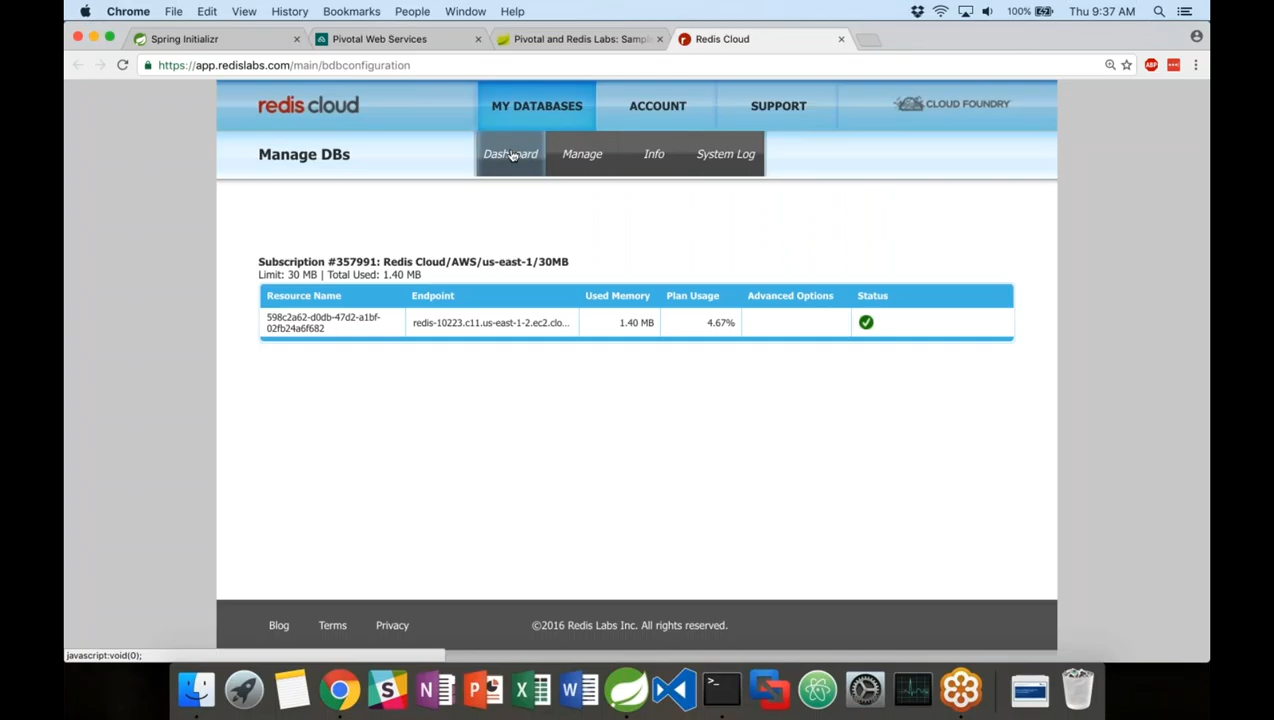 Chrome File Edit View History Bookmarks People Window Help 100% Thu 9:37 AM
Spring Initializr Pivotal Web Services Pivotal and Redis Labs: Sampl Redis Cloud
https://app.redislabs.com/main/bdbconfiguration ABP
redis cloud MY DATABASES ACCOUNT SUPPORT CLOUD FOUNDRY
Manage DBs Dashboard Manage Info System Log
Subscription #357991: Redis Cloud/AWS/us-east-1/30MB
Limit: 30 MB | Total Used: 1.40 MB
Resource Name Endpoint Used Memory Plan Usage Advanced Options Status
598c2a62-d0db-47d2-a1bf-
02fb24a6f682 redis-10223.c11.us-east-1-2.ec2.clo... 1.40 MB 4.67%
Blog Terms Privacy ©2016 Redis Labs Inc. All rights reserved.
javascript:void(0);